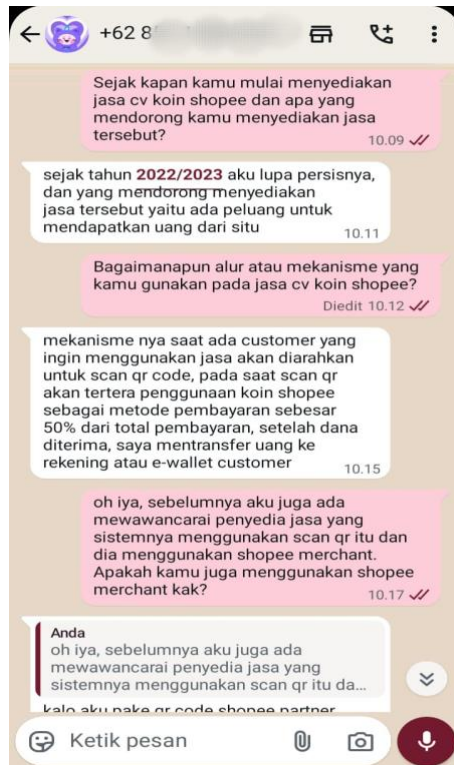 +62 8
Sejak kapan kamu mulai menyediakan
jasa cv koin shopee dan apa yang
mendorong kamu menyediakan jasa
tersebut?
10.09
sejak tahun 2022/2023 aku lupa persisnya,
dan yang mendorong menyediakan
jasa tersebut yaitu ada peluang untuk
mendapatkan uang dari situ
10.11
Bagaimanapun alur atau mekanisme yang
kamu gunakan pada jasa cv koin shopee?
Diedit 10.12
mekanisme nya saat ada customer yang
ingin menggunakan jasa akan diarahkan
untuk scan qr code, pada saat scan qr
akan tertera penggunaan koin shopee
sebagai metode pembayaran sebesar
50% dari total pembayaran, setelah dana
diterima, saya mentransfer uang ke
rekening atau e-wallet customer
10.15
oh iya, sebelumnya aku juga ada
mewawancarai penyedia jasa yang
sistemnya menggunakan scan qr itu dan
dia menggunakan shopee merchant.
Apakah kamu juga menggunakan shopee
merchant kak?
10.17
Anda
oh iya, sebelumnya aku juga ada
mewawancarai penyedia jasa yang
sistemnya menggunakan scan qr itu da...
kalo aku pake qr code shopee partner
Ketik pesan